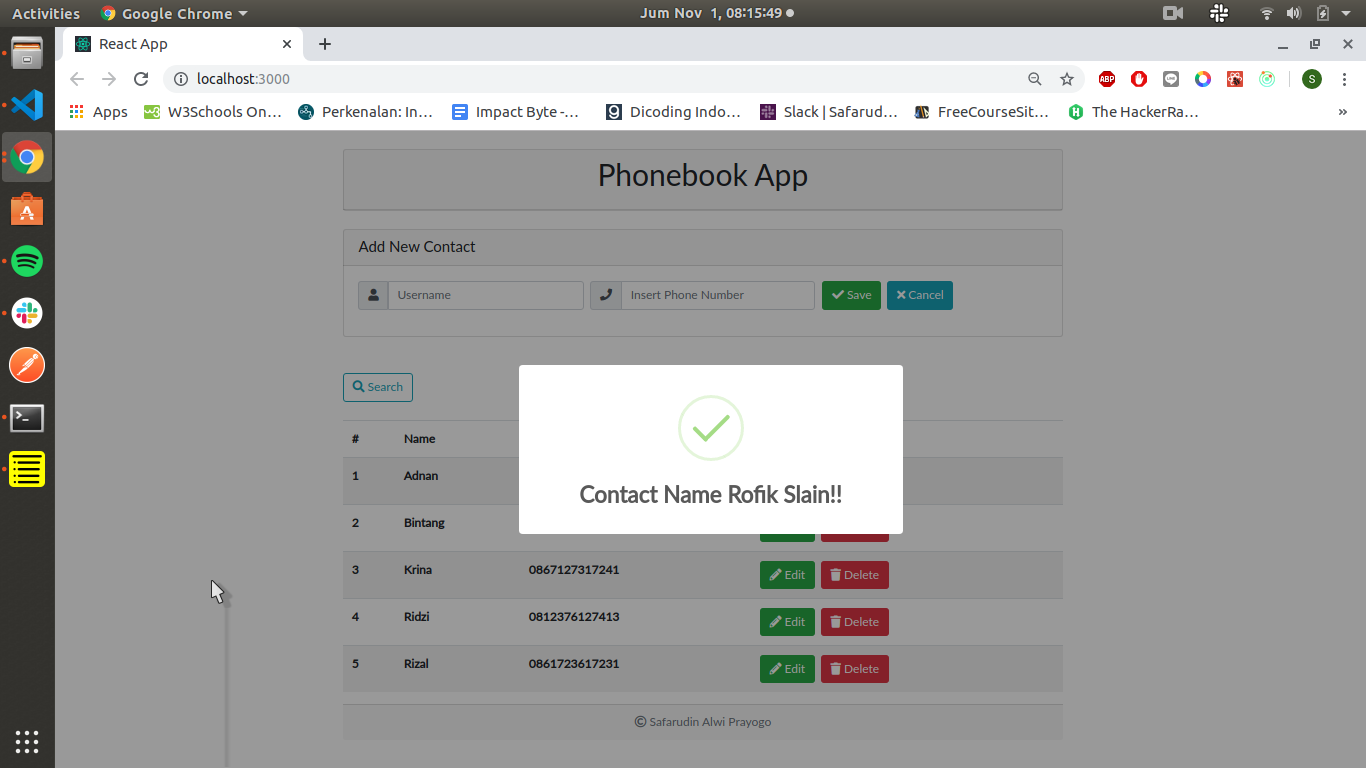 Activities Google Chrome Jum Nov 1, 08:15:49
React App
localhost:3000 ABP S
Apps W3Schools On... Perkenalan: In... Impact Byte -... Dicoding Indo... Slack | Safarud... FreeCourseSit... The HackerRa... »
Phonebook App
Add New Contact
Username Insert Phone Number Save Cancel
Search
Contact Name Rofik Slain!!
# Name
1 Adnan
2 Bintang
3 Krina 0867127317241 Edit Delete
4 Ridzi 0812376127413 Edit Delete
5 Rizal 0861723617231 Edit Delete
© Safarudin Alwi Prayogo